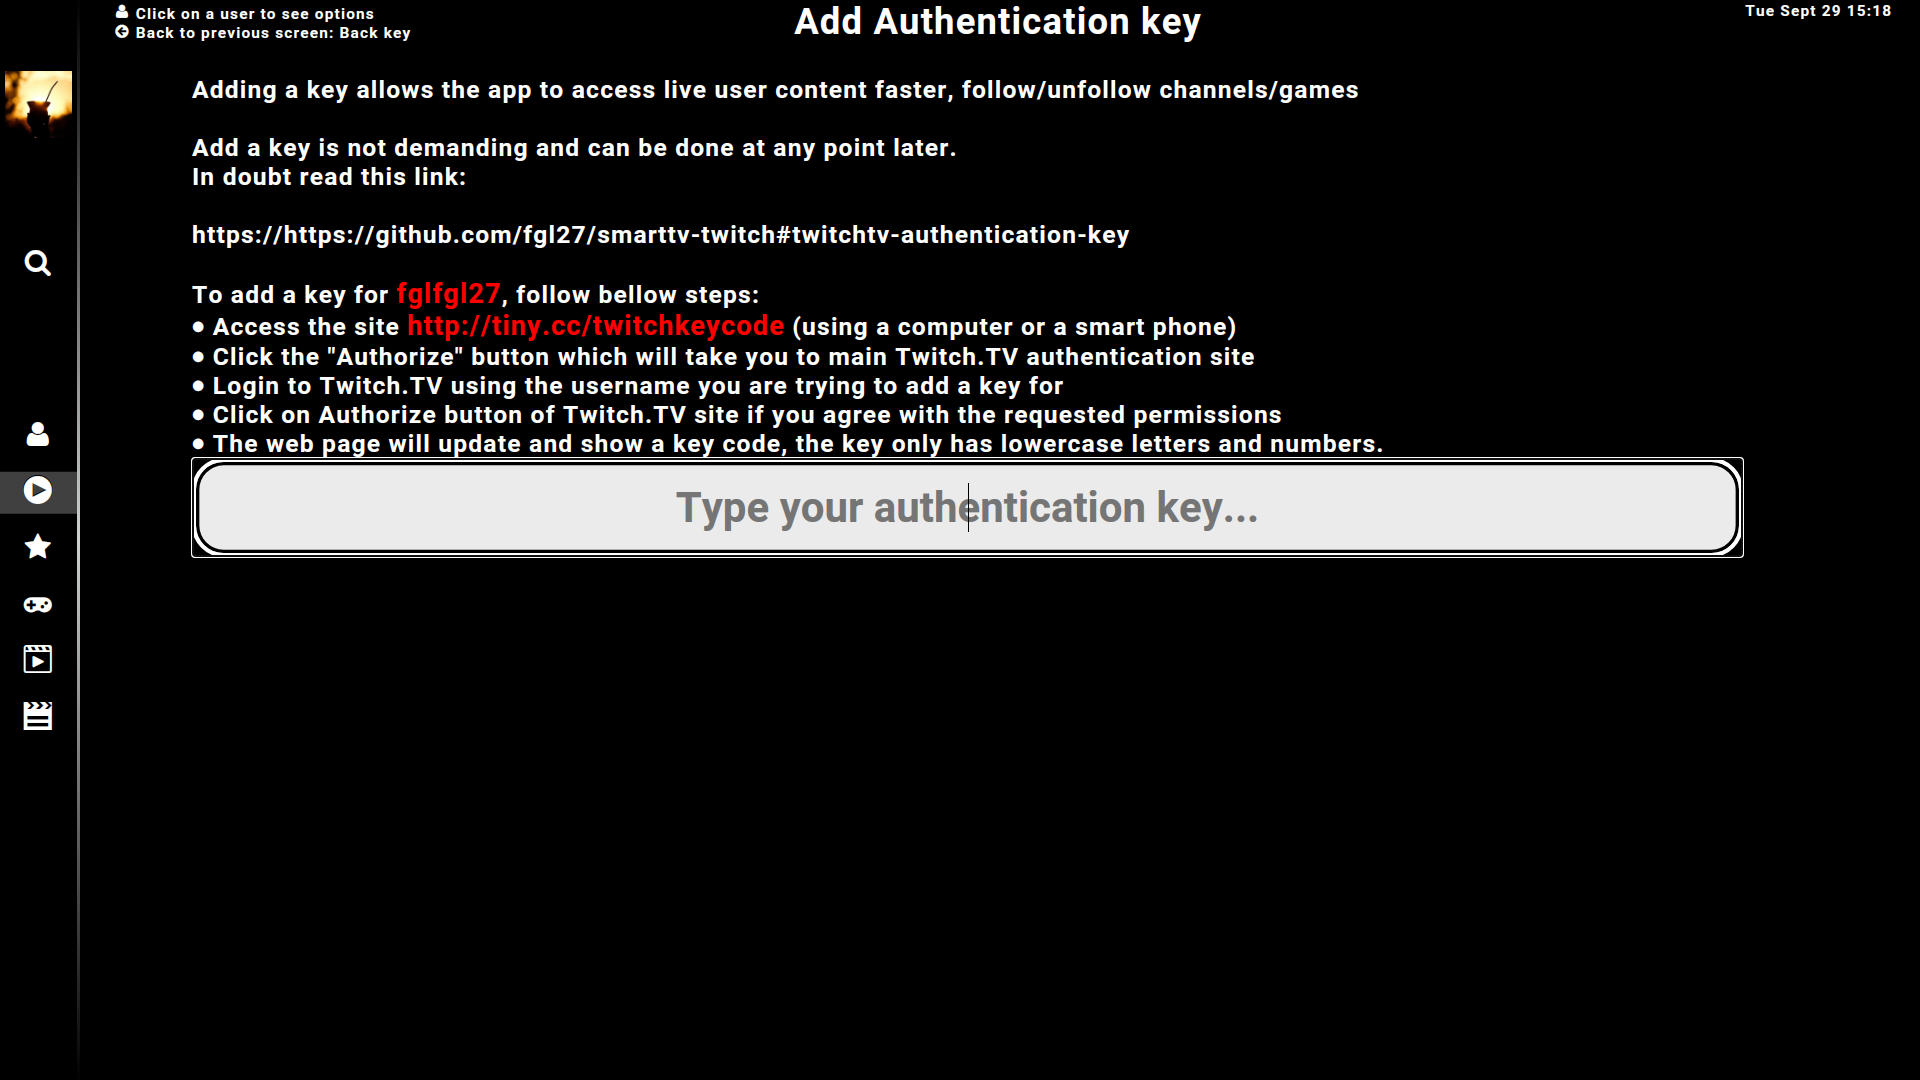 Click on a user to see options
Back to previous screen: Back key
Add Authentication key
Tue Sept 29 15:18
Adding a key allows the app to access live user content faster, follow/unfollow channels/games
Add a key is not demanding and can be done at any point later.
In doubt read this link:
https://https://github.com/fgl27/smarttv-twitch#twitchtv-authentication-key
To add a key for fglfgl27, follow bellow steps:
● Access the site http://tiny.cc/twitchkeycode (using a computer or a smart phone)
● Click the "Authorize" button which will take you to main Twitch.TV authentication site
● Login to Twitch.TV using the username you are trying to add a key for
● Click on Authorize button of Twitch.TV site if you agree with the requested permissions
● The web page will update and show a key code, the key only has lowercase letters and numbers.
Type your authentication key...